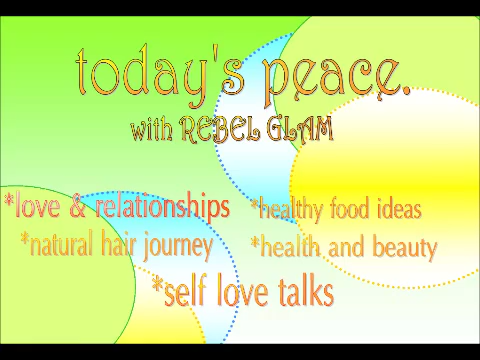 today's peace.
with REBEL GLAM
*love & relationships
*healthy food ideas
*natural hair journey
*health and beauty
*self love talks